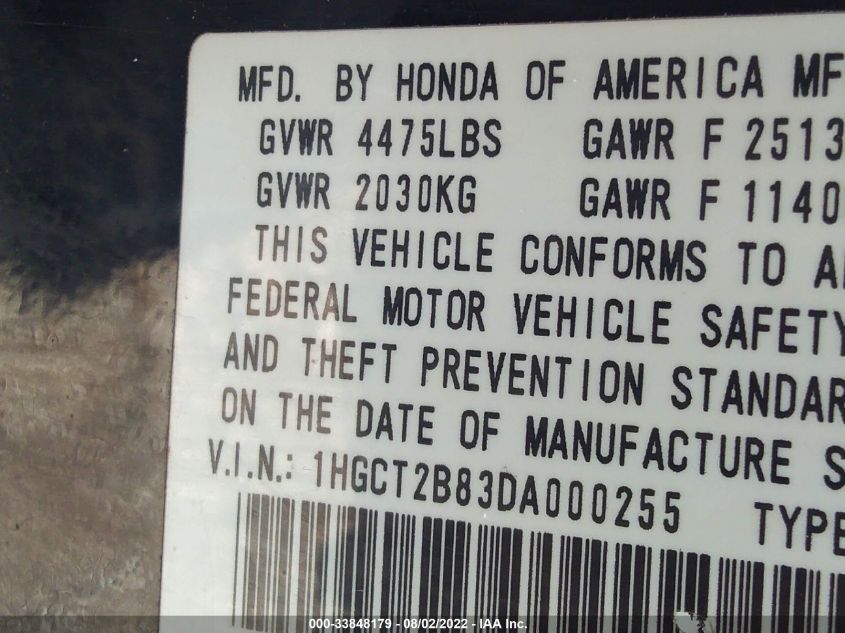 MFD. BY HONDA OF AMERICA MF
GVWR 4475LBS GAWR F 2513
GVWR 2030KG GAWR F 1140
THIS VEHICLE CONFORMS TO A
FEDERAL MOTOR VEHICLE SAFETY
AND THEFT PREVENTION STANDAR
ON THE DATE OF MANUFACTURE S
V.I.N.: 1HGCT2B83DA000255 TYPE
000-33848179 - 08/02/2022 - IAA Inc.